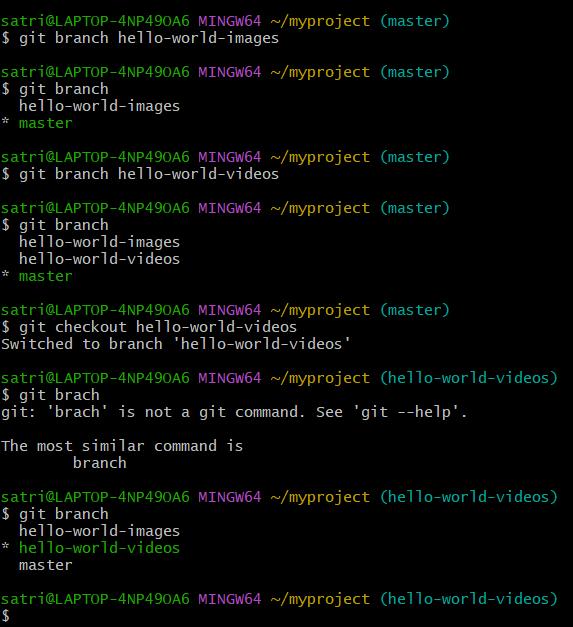 satri@LAPTOP-4NP49OA6 MINGW64 ~/myproject (master)
$ git branch hello-world-images

satri@LAPTOP-4NP49OA6 MINGW64 ~/myproject (master)
$ git branch
  hello-world-images
* master

satri@LAPTOP-4NP49OA6 MINGW64 ~/myproject (master)
$ git branch hello-world-videos

satri@LAPTOP-4NP49OA6 MINGW64 ~/myproject (master)
$ git branch
  hello-world-images
  hello-world-videos
* master

satri@LAPTOP-4NP49OA6 MINGW64 ~/myproject (master)
$ git checkout hello-world-videos
Switched to branch 'hello-world-videos'

satri@LAPTOP-4NP49OA6 MINGW64 ~/myproject (hello-world-videos)
$ git brach
git: 'brach' is not a git command. See 'git --help'.

The most similar command is
        branch

satri@LAPTOP-4NP49OA6 MINGW64 ~/myproject (hello-world-videos)
$ git branch
  hello-world-images
* hello-world-videos
  master

satri@LAPTOP-4NP49OA6 MINGW64 ~/myproject (hello-world-videos)
$